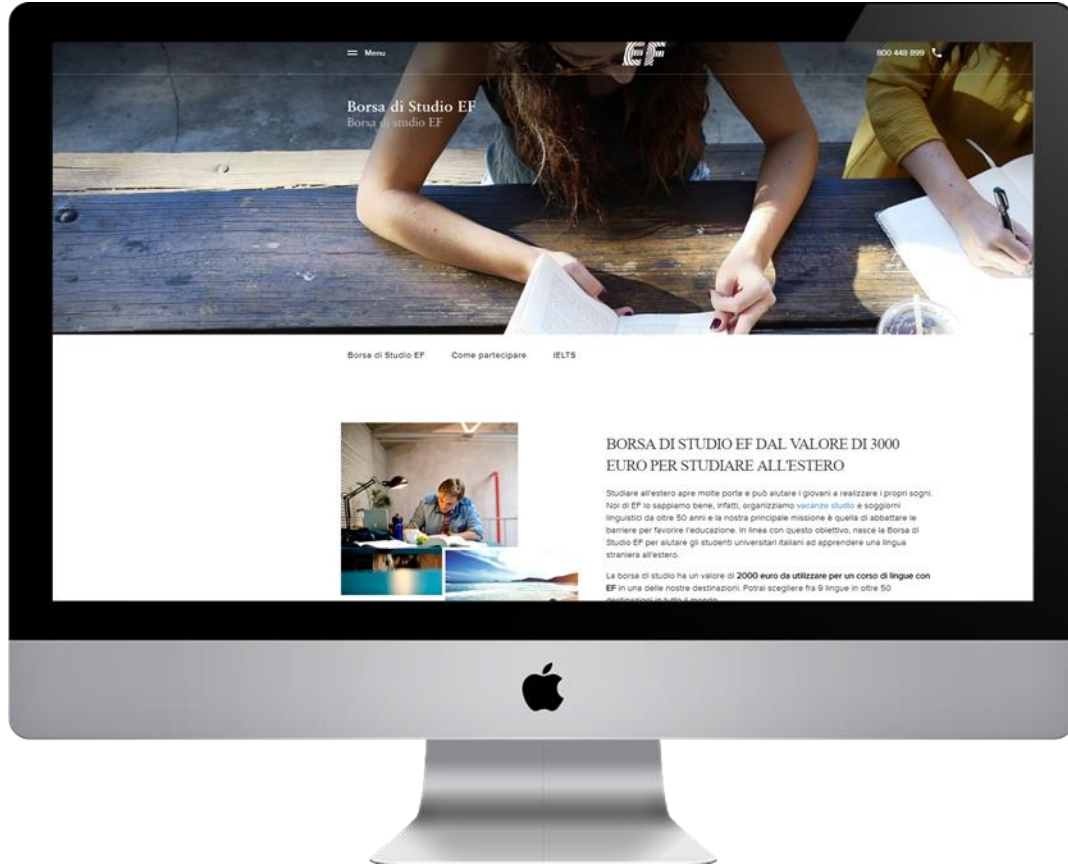 Menu
EF
800 448 899
Borsa di Studio EF
Borsa di studio EF
Borsa di Studio EF Come partecipare IELTS
BORSA DI STUDIO EF DAL VALORE DI 3000
EURO PER STUDIARE ALL'ESTERO
Studiare all'estero apre molte porte e può aiutare i giovani a realizzare i propri sogni.
Noi di EF lo sappiamo bene, infatti, organizziamo vacanze studio e soggiorni
linguistici da oltre 50 anni e la nostra principale missione è quella di abbattare le
barriere per favorire l'educazione. In linea con questo obiettivo, nasce la Borsa di
Studio EF per aiutare gli studenti universitari italiani ad apprendere una lingua
straniera all'estero.
La borsa di studio ha un valore di 2000 euro da utilizzare per un corso di lingue con
EF in una delle nostre destinazioni. Potrai scegliere fra 9 lingue in oltre 50
destinazioni in tutto il mondo